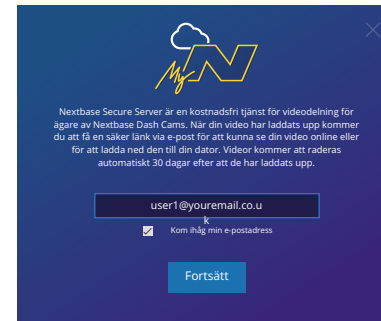 My N
Nextbase Secure Server är en kostnadsfri tjänst för videodelning för
ägare av Nextbase Dash Cams. När din video har laddats upp kommer
du att få en säker länk via e-post för att kunna se din video online eller
för att ladda ned den till din dator. Videor kommer att raderas
automatiskt 30 dagar efter att de har laddats upp.
user1@youremail.co.u
k
Kom ihåg min e-postadress
Fortsätt